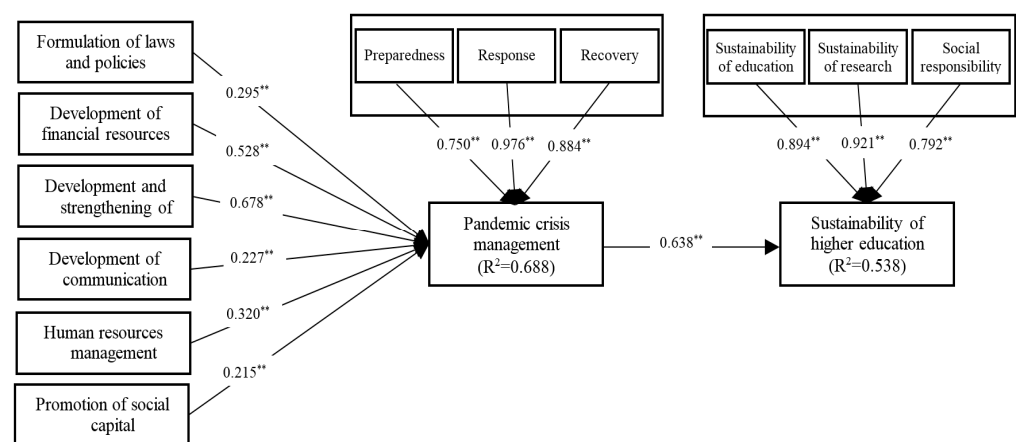 Formulation of laws
and policies
Development of
financial resources
Development and
strengthening of
Development of
communication
Human resources
management
Promotion of social
capital
0.295**
0.528**
0.678**
0.227**
0.320**
0.215**
Preparedness
Response
Recovery
0.750**
0.976**
0.884**
Pandemic crisis
management
(R²=0.688)
0.638**
Sustainability
of education
Sustainability
of research
Social
responsibility
0.894**
0.921**
0.792**
Sustainability of
higher education
(R²=0.538)